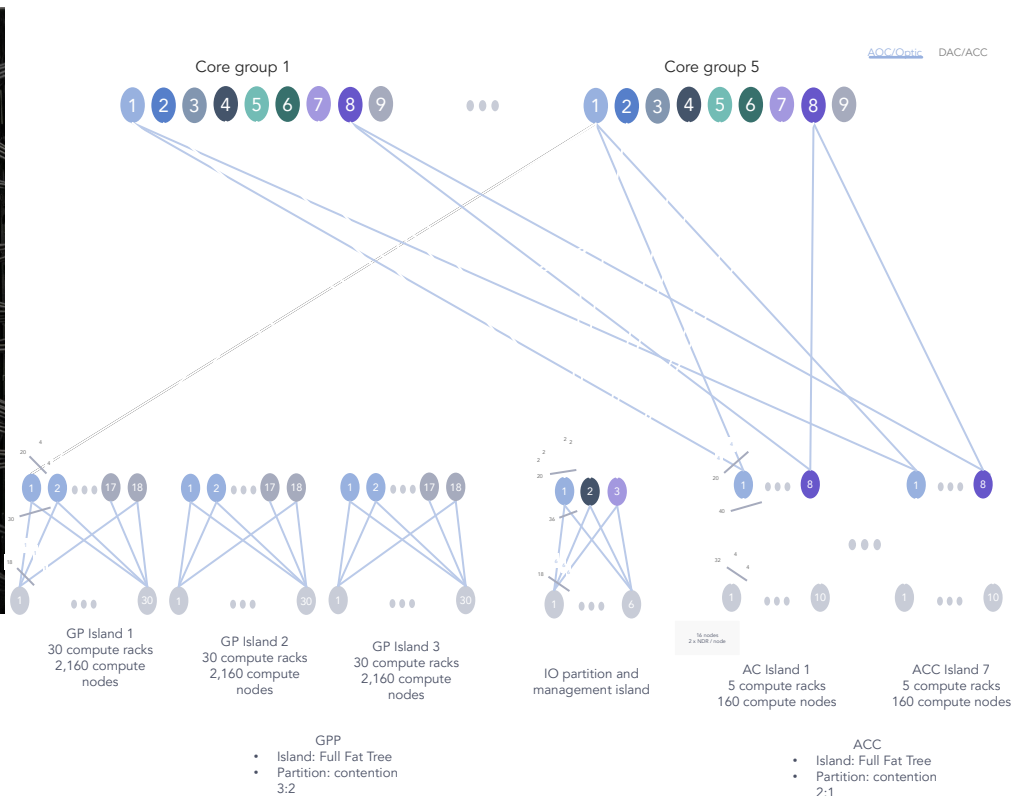 AOC/Optic DAC/ACC
Core group 1 Core group 5
1 2 3 4 5 6 7 8 9 1 2 3 4 5 6 7 8 9
4
20
4
2 2
2
2
20
4
20
1 2 17 18 1 2 17 18 1 2 17 18 1 2 3 1 8 1 8
30 36 40
18 18 32 4
4
1 30 1 30 1 30 1 6 1 10 1 10
16 nodes
2 x NDR / node
GP Island 1
30 compute racks
2,160 compute
nodes
GP Island 2
30 compute racks
2,160 compute
nodes
GP Island 3
30 compute racks
2,160 compute
nodes
IO partition and
management island
AC Island 1
5 compute racks
160 compute nodes
ACC Island 7
5 compute racks
160 compute nodes
GPP
• Island: Full Fat Tree
• Partition: contention
3:2
ACC
• Island: Full Fat Tree
• Partition: contention
2:1